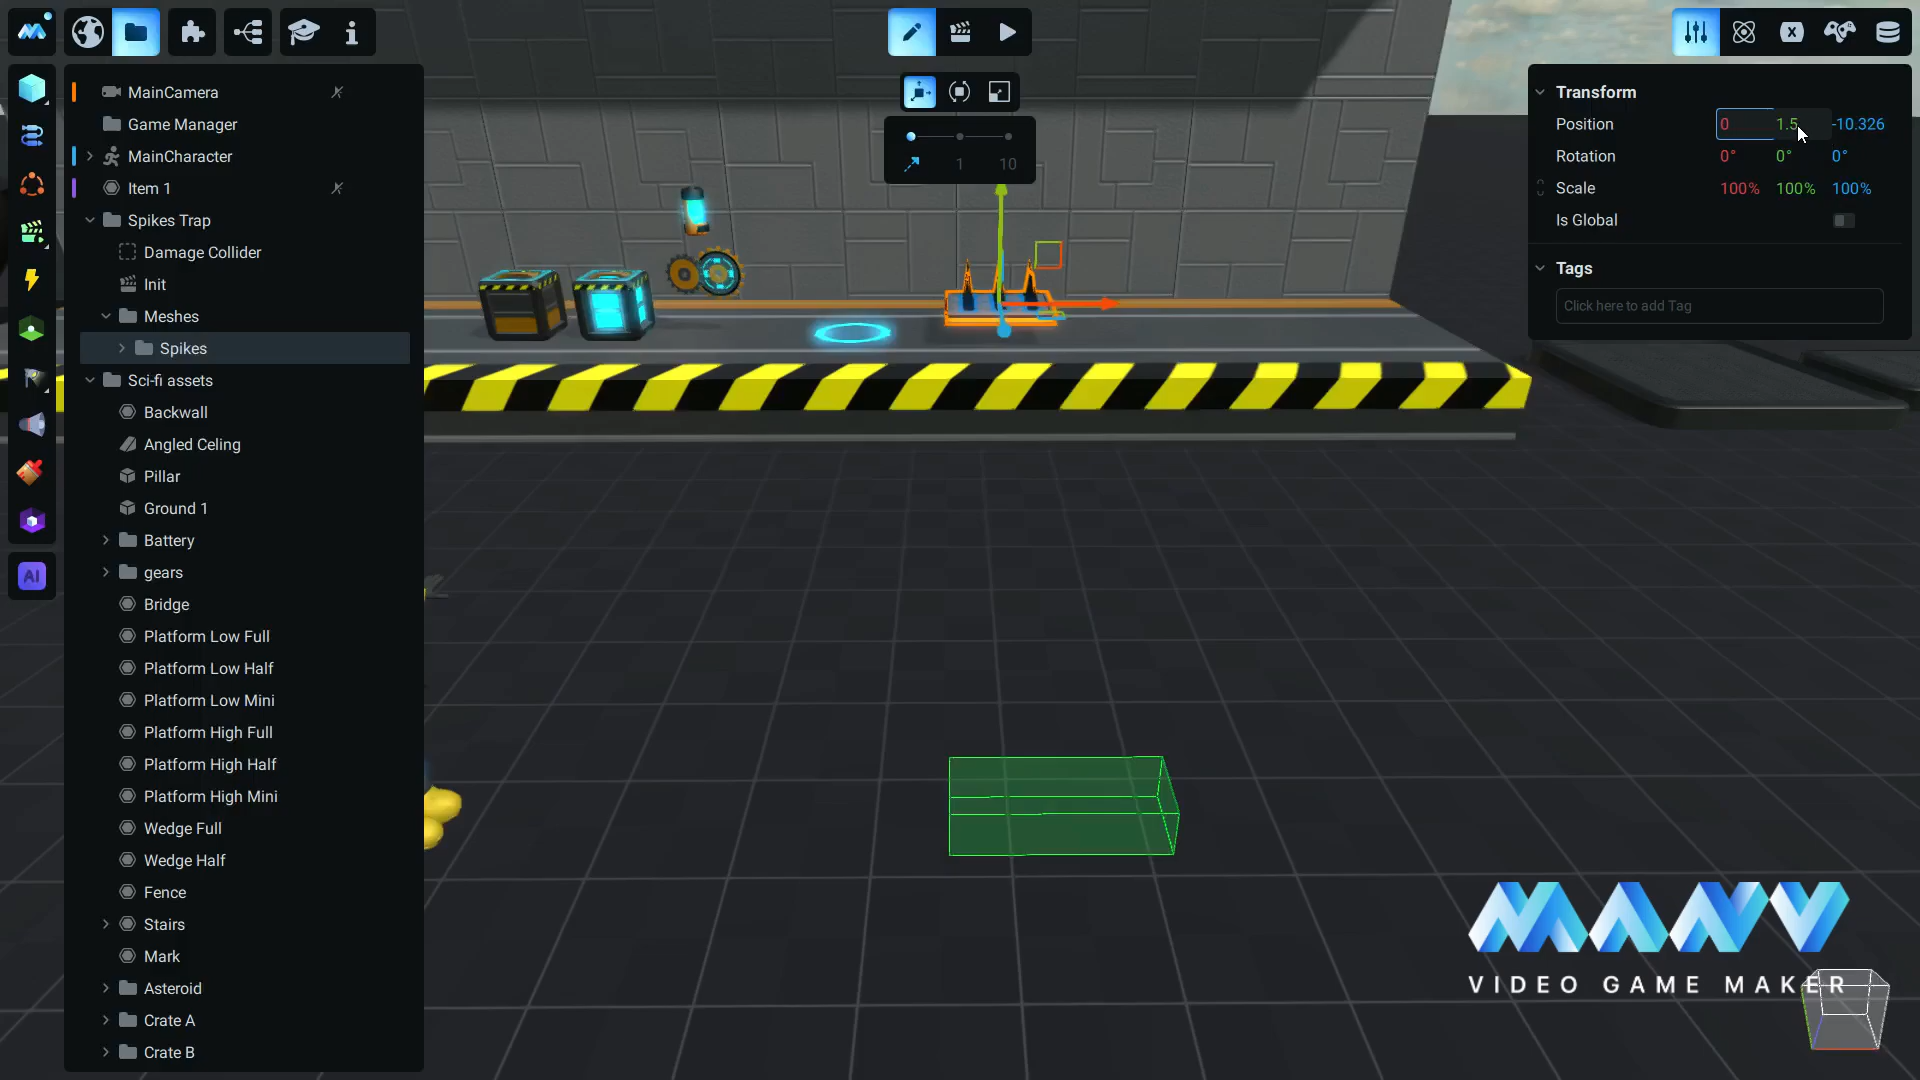 MainCamera
Game Manager
MainCharacter
Item 1
Spikes Trap
Damage Collider
Init
Meshes
Spikes
Sci-fi assets
Backwall
Angled Celing
Pillar
Ground 1
Battery
gears
Bridge
Platform Low Full
Platform Low Half
Platform Low Mini
Platform High Full
Platform High Half
Platform High Mini
Wedge Full
Wedge Half
Fence
Stairs
Mark
Asteroid
Crate A
Crate B
AI
1 10
Transform
Position 0 1.5 -10.326
Rotation 0° 0° 0°
Scale 100% 100% 100%
Is Global
Tags
Click here to add Tag
MANV
VIDEO GAME MAKER